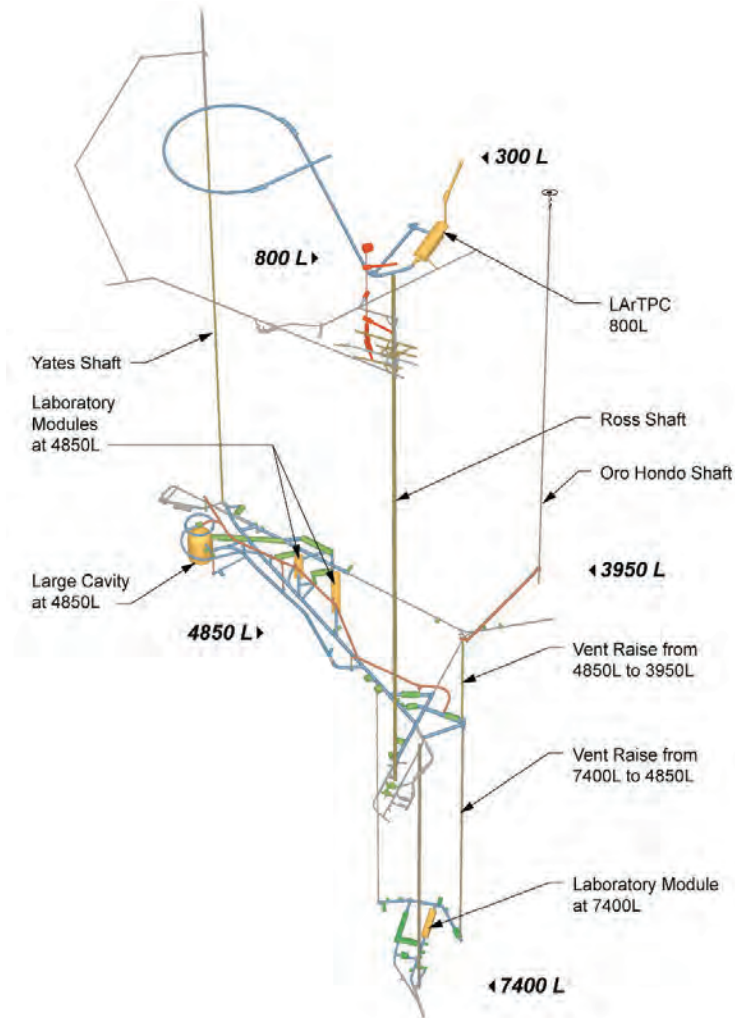 ◂ 300 L
800 L ▸
LArTPC
800L
Yates Shaft
Laboratory
Modules
at 4850L
Ross Shaft
Oro Hondo Shaft
◂ 3950 L
Large Cavity
at 4850L
4850 L ▸
Vent Raise from
4850L to 3950L
Vent Raise from
7400L to 4850L
Laboratory Module
at 7400L
◂ 7400 L